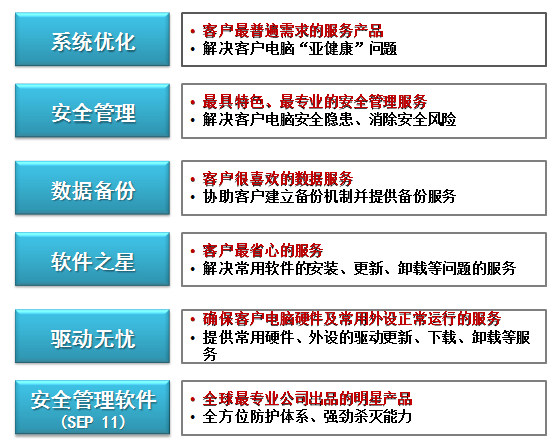 系统优化
• 客户最普遍需求的服务产品
• 解决客户电脑“亚健康”问题
安全管理
• 最具特色、最专业的安全管理服务
• 解决客户电脑安全隐患、消除安全风险
数据备份
• 客户很喜欢的数据服务
• 协助客户建立备份机制并提供备份服务
软件之星
• 客户最省心的服务
• 解决常用软件的安装、更新、卸载等问题的服务
驱动无忧
• 确保客户电脑硬件及常用外设正常运行的服务
• 提供常用硬件、外设的驱动更新、下载、卸载等服
务
安全管理软件
(SEP 11)
• 全球最专业公司出品的明星产品
• 全方位防护体系、强劲杀灭能力